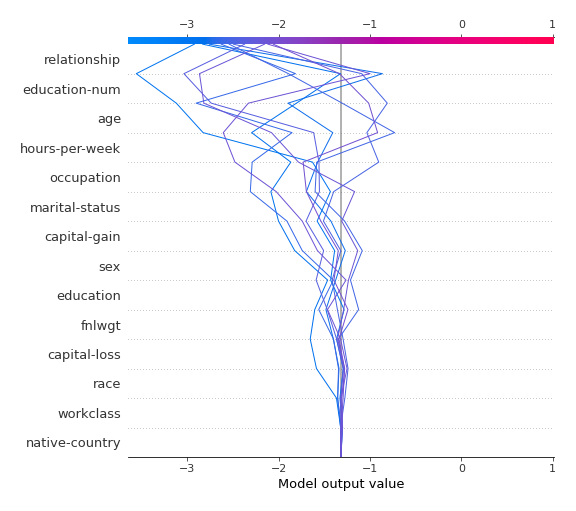 −3 −2 −1 0 1
relationship
education-num
age
hours-per-week
occupation
marital-status
capital-gain
sex
education
fnlwgt
capital-loss
race
workclass
native-country
−3 −2 −1 0 1
Model output value